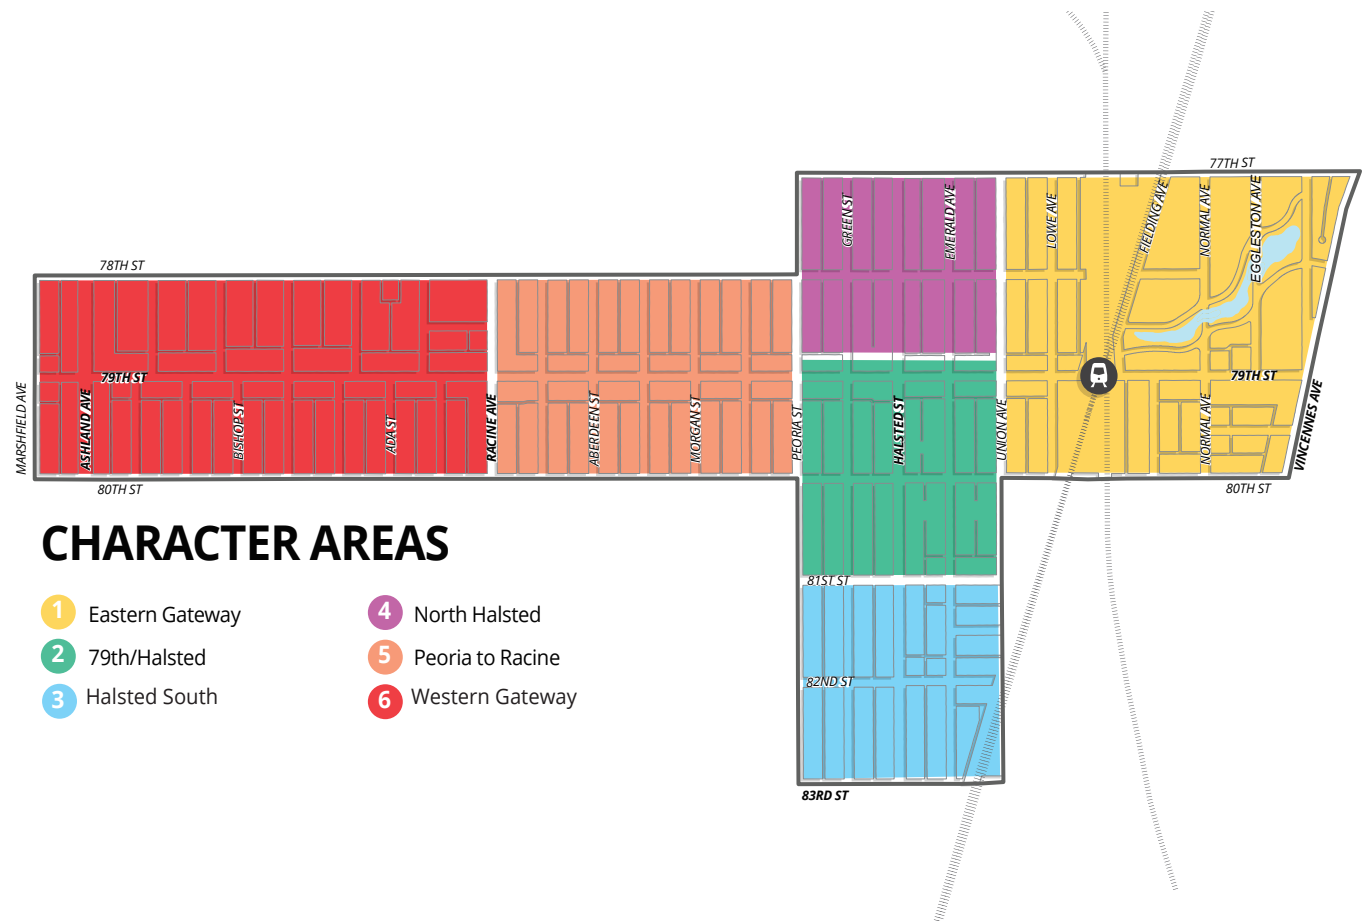 77TH ST
78TH ST
GREEN ST
EMERALD AVE
LOWE AVE
FIELDING AVE
NORMAL AVE
EGGLESTON AVE
79TH ST
79TH ST
MARSHFIELD AVE
ASHLAND AVE
BISHOP ST
ADA ST
RACINE AVE
ABERDEEN ST
MORGAN ST
PEORIA ST
HALSTED ST
UNION AVE
NORMAL AVE
VINCENNES AVE
80TH ST
80TH ST
CHARACTER AREAS
1 Eastern Gateway
2 79th/Halsted
3 Halsted South
4 North Halsted
5 Peoria to Racine
6 Western Gateway
81ST ST
82ND ST
83RD ST